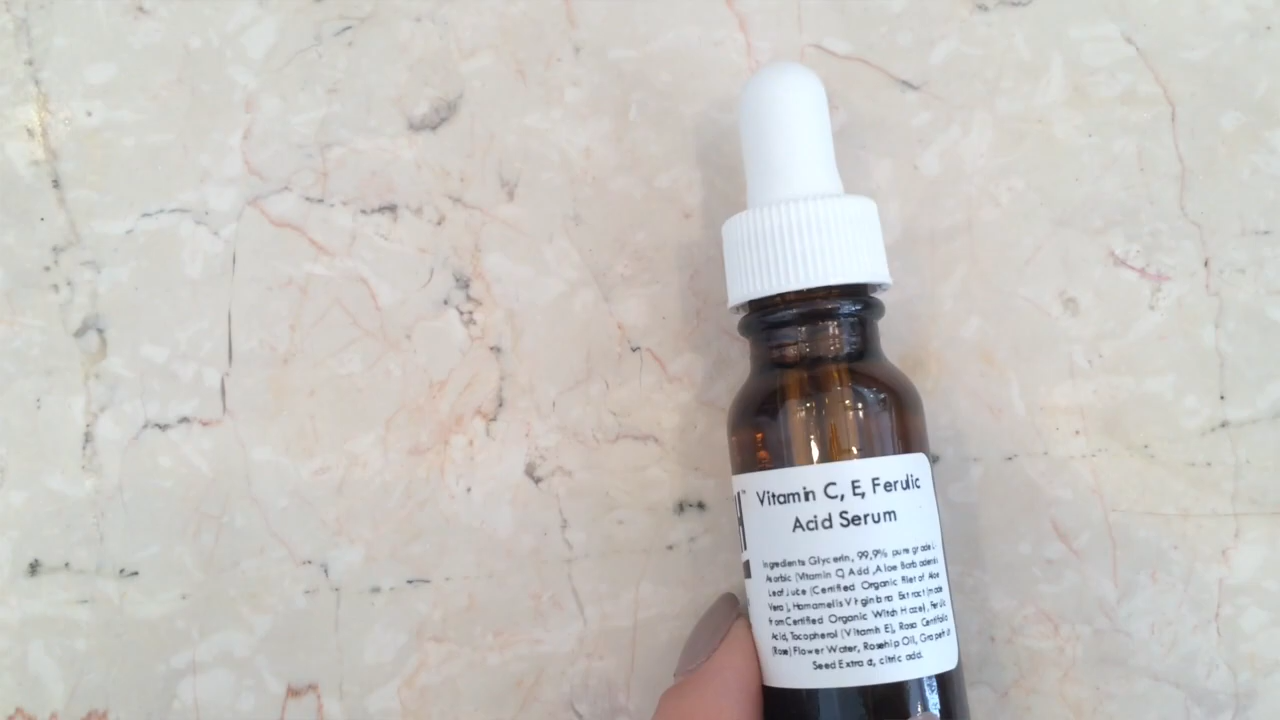 Vitamin C, E, Ferulic
Acid Serum
Ingredients Glycerin, 99,9% pure grade L-
Ascorbic (Vitamin C) Acid ,Aloe Barbadensis
Leaf Juice (Certified Organic filet of Aloe
Vera ), Hamamelis Virginiana Extract (made
from Certified Organic Witch Hazel), Ferulic
Acid, Tocopherol (Vitamin E), Rosa Centifolia
(Rose) Flower Water, Rosehip Oil, Grapefruit
Seed Extract, citric acid.